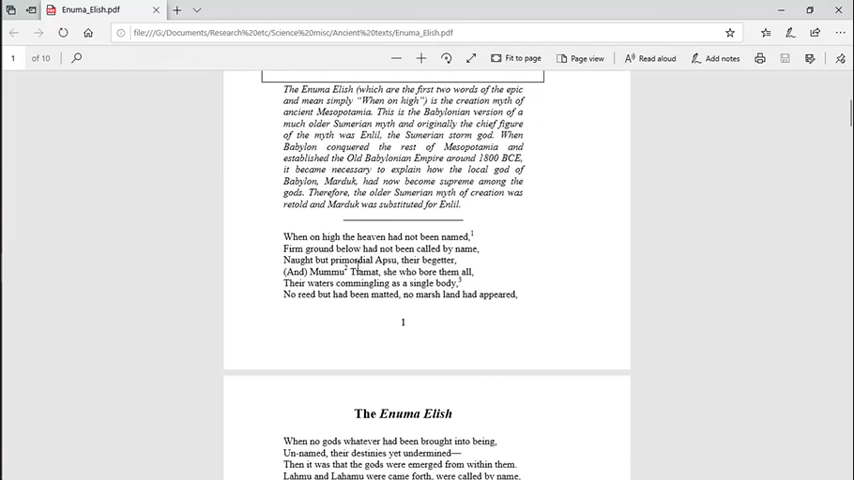 Enuma_Elish.pdf
file:///G:/Documents/Research%20etc/Science%20misc/Ancient%20texts/Enuma_Elish.pdf
1 of 10 Fit to page Page view Read aloud Add notes
The Enuma Elish (which are the first two words of the epic
and mean simply “When on high”) is the creation myth of
ancient Mesopotamia. This is the Babylonian version of a
much older Sumerian myth and originally the chief figure
of the myth was Enlil, the Sumerian storm god. When
Babylon conquered the rest of Mesopotamia and
established the Old Babylonian Empire around 1800 BCE,
it became necessary to explain how the local god of
Babylon, Marduk, had now become supreme among the
gods. Therefore, the older Sumerian myth of creation was
retold and Marduk was substituted for Enlil.
When on high the heaven had not been named,1
Firm ground below had not been called by name,
Naught but primordial Apsu, their begetter,
(And) Mummu2 Tiamat, she who bore them all,
Their waters commingling as a single body,3
No reed but had been matted, no marsh land had appeared,
1
The Enuma Elish
When no gods whatever had been brought into being,
Un-named, their destinies yet undermined—
Then it was that the gods were emerged from within them.
Lahmu and Lahamu were came forth, were called by name,